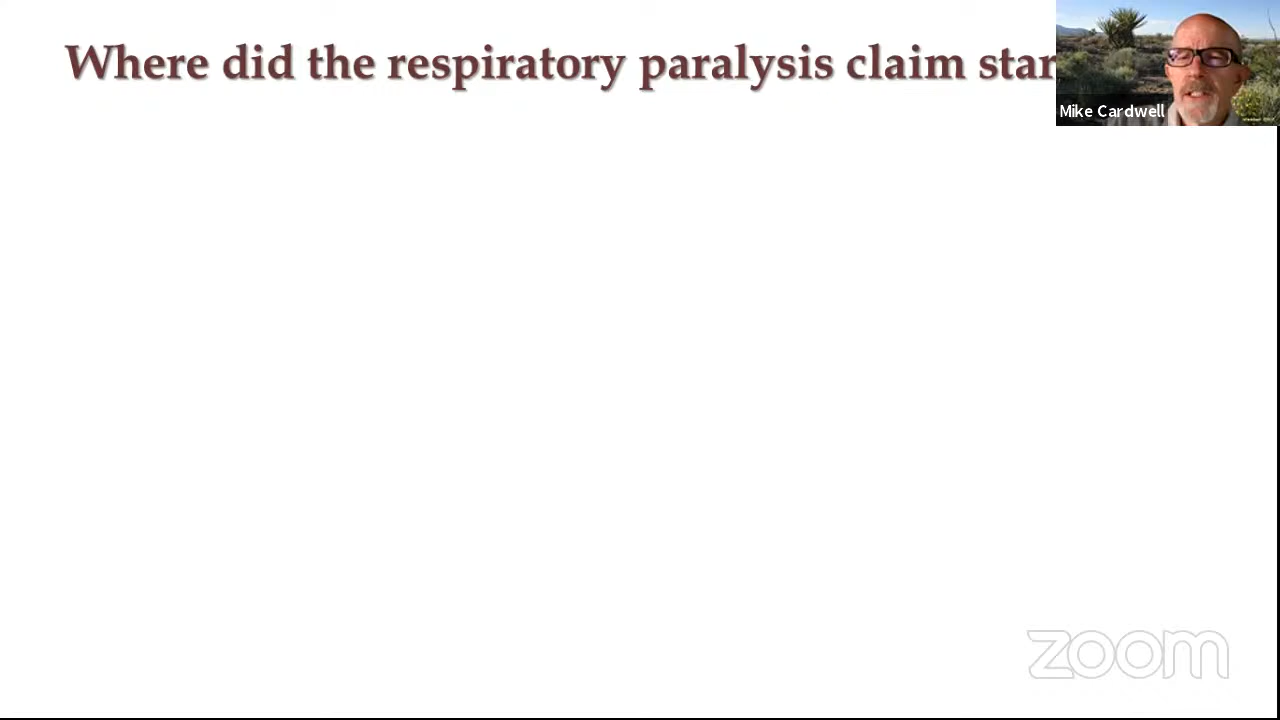 Where did the respiratory paralysis claim star
Mike Cardwell
zoom